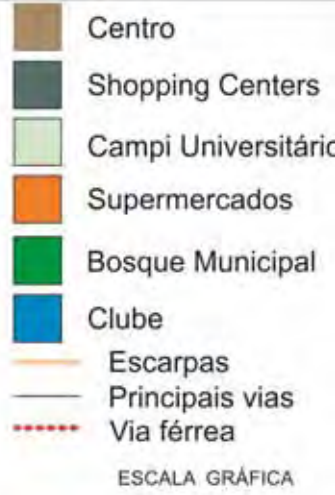 Centro
Shopping Centers
Campi Universitário
Supermercados
Bosque Municipal
Clube
Escarpas
Principais vias
Via férrea
ESCALA GRÁFICA